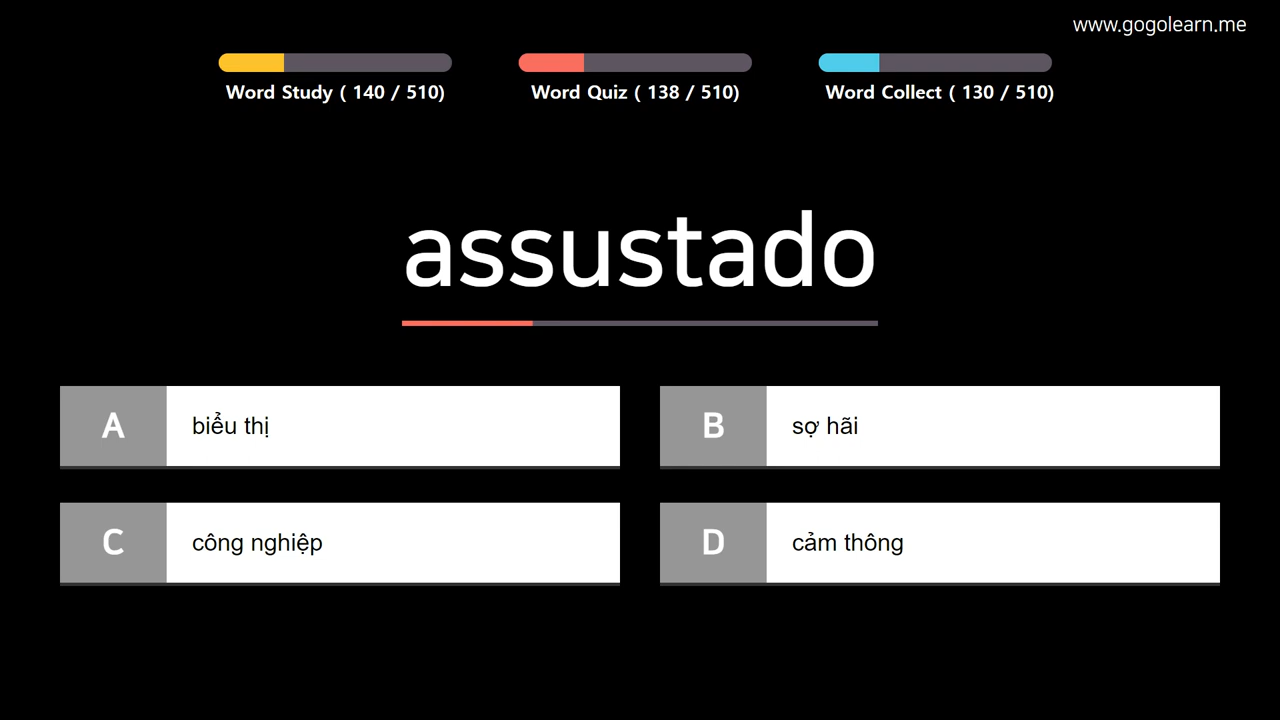 www.gogolearn.me
Word Study ( 140 / 510)
Word Quiz ( 138 / 510)
Word Collect ( 130 / 510)
assustado
A biểu thị
B sợ hãi
C công nghiệp
D cảm thông